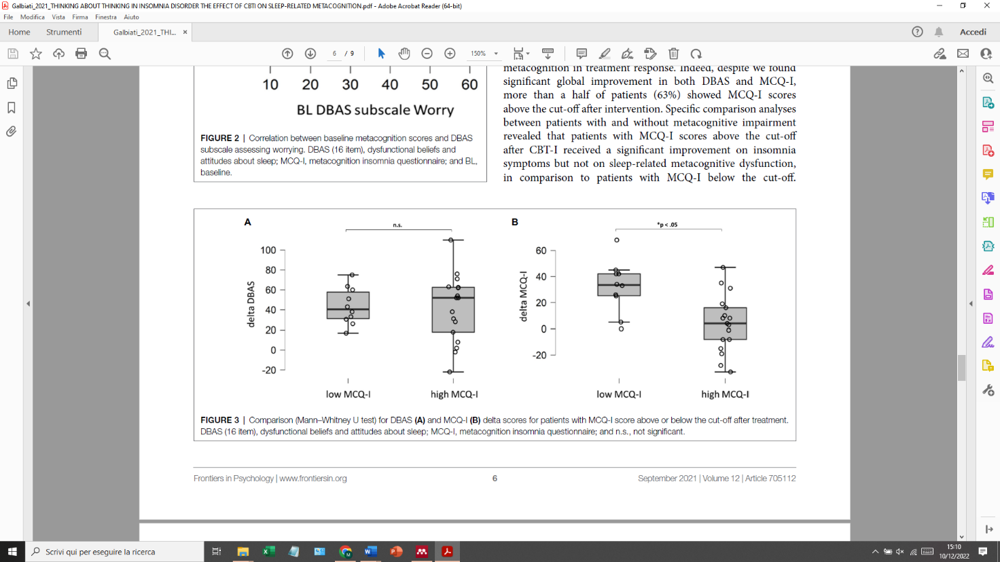 Galbiati_2021_THINKING ABOUT THINKING IN INSOMNIA DISORDER THE EFFECT OF CBTI ON SLEEP-RELATED METACOGNITION.pdf - Adobe Acrobat Reader (64-bit)
File Modifica Vista Firma Finestra Aiuto
Home Strumenti Galbiati_2021_THI... × Accedi
6 / 9 150%
10 20 30 40 50 60
BL DBAS subscale Worry
FIGURE 2 | Correlation between baseline metacognition scores and DBAS
subscale assessing worrying. DBAS (16 item), dysfunctional beliefs and
attitudes about sleep; MCQ-I, metacognition insomnia questionnaire; and BL,
baseline.
metacognition in treatment response. Indeed, despite we found
significant global improvement in both DBAS and MCQ-I,
more than a half of patients (63%) showed MCQ-I scores
above the cut-off after intervention. Specific comparison analyses
between patients with and without metacognitive impairment
revealed that patients with MCQ-I scores above the cut-off
after CBT-I received a significant improvement on insomnia
symptoms but not on sleep-related metacognitive dysfunction,
in comparison to patients with MCQ-I below the cut-off.
A
n.s.
delta DBAS
100
80
60
40
20
0
-20
low MCQ-I high MCQ-I
B
*p < .05
delta MCQ-I
60
40
20
0
-20
low MCQ-I high MCQ-I
FIGURE 3 | Comparison (Mann–Whitney U test) for DBAS (A) and MCQ-I (B) delta scores for patients with MCQ-I score above or below the cut-off after treatment.
DBAS (16 item), dysfunctional beliefs and attitudes about sleep; MCQ-I, metacognition insomnia questionnaire; and n.s., not significant.
Frontiers in Psychology | www.frontiersin.org 6 September 2021 | Volume 12 | Article 705112
Scrivi qui per eseguire la ricerca
15:10
10/12/2022